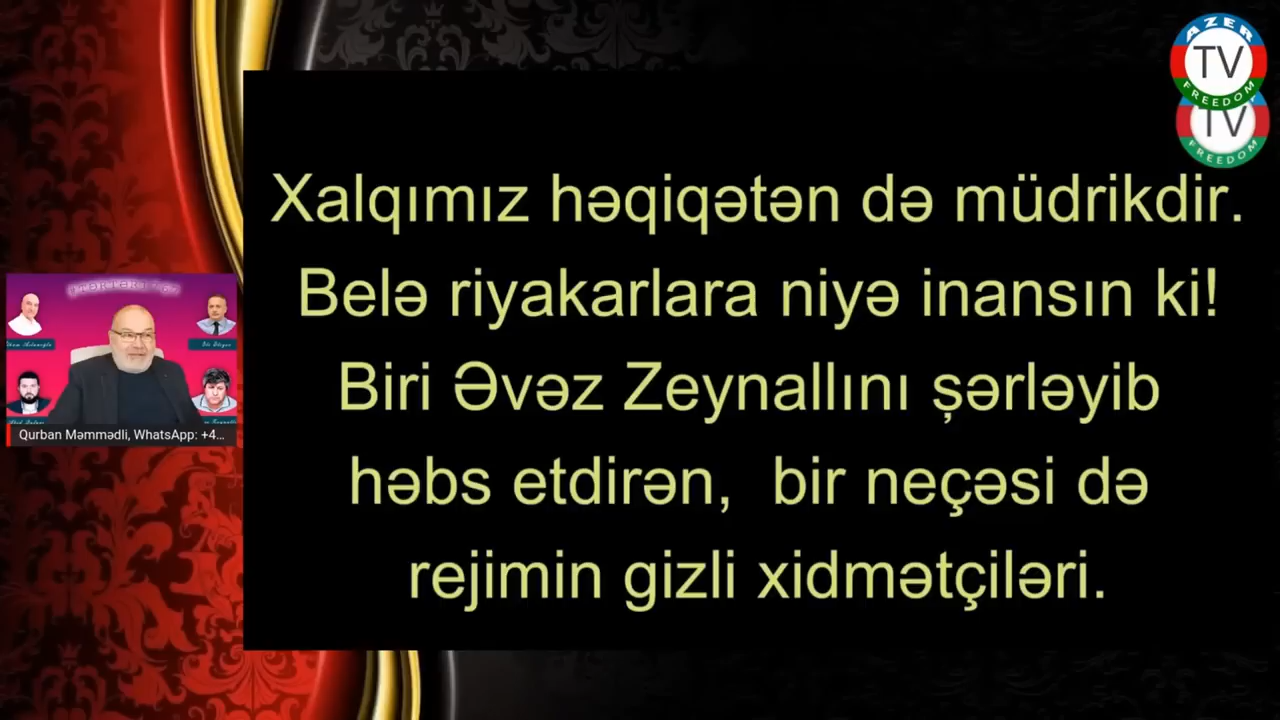 AZER
TV
FREEDOM
TV
FREEDOM
Xalqımız həqiqətən də müdrikdir.
Belə riyakarlara niyə inansın ki!
Biri Əvəz Zeynallını şərləyib
həbs etdirən, bir neçəsi də
rejimin gizli xidmətçiləri.
Qurban Məmmədli, WhatsApp: +4...